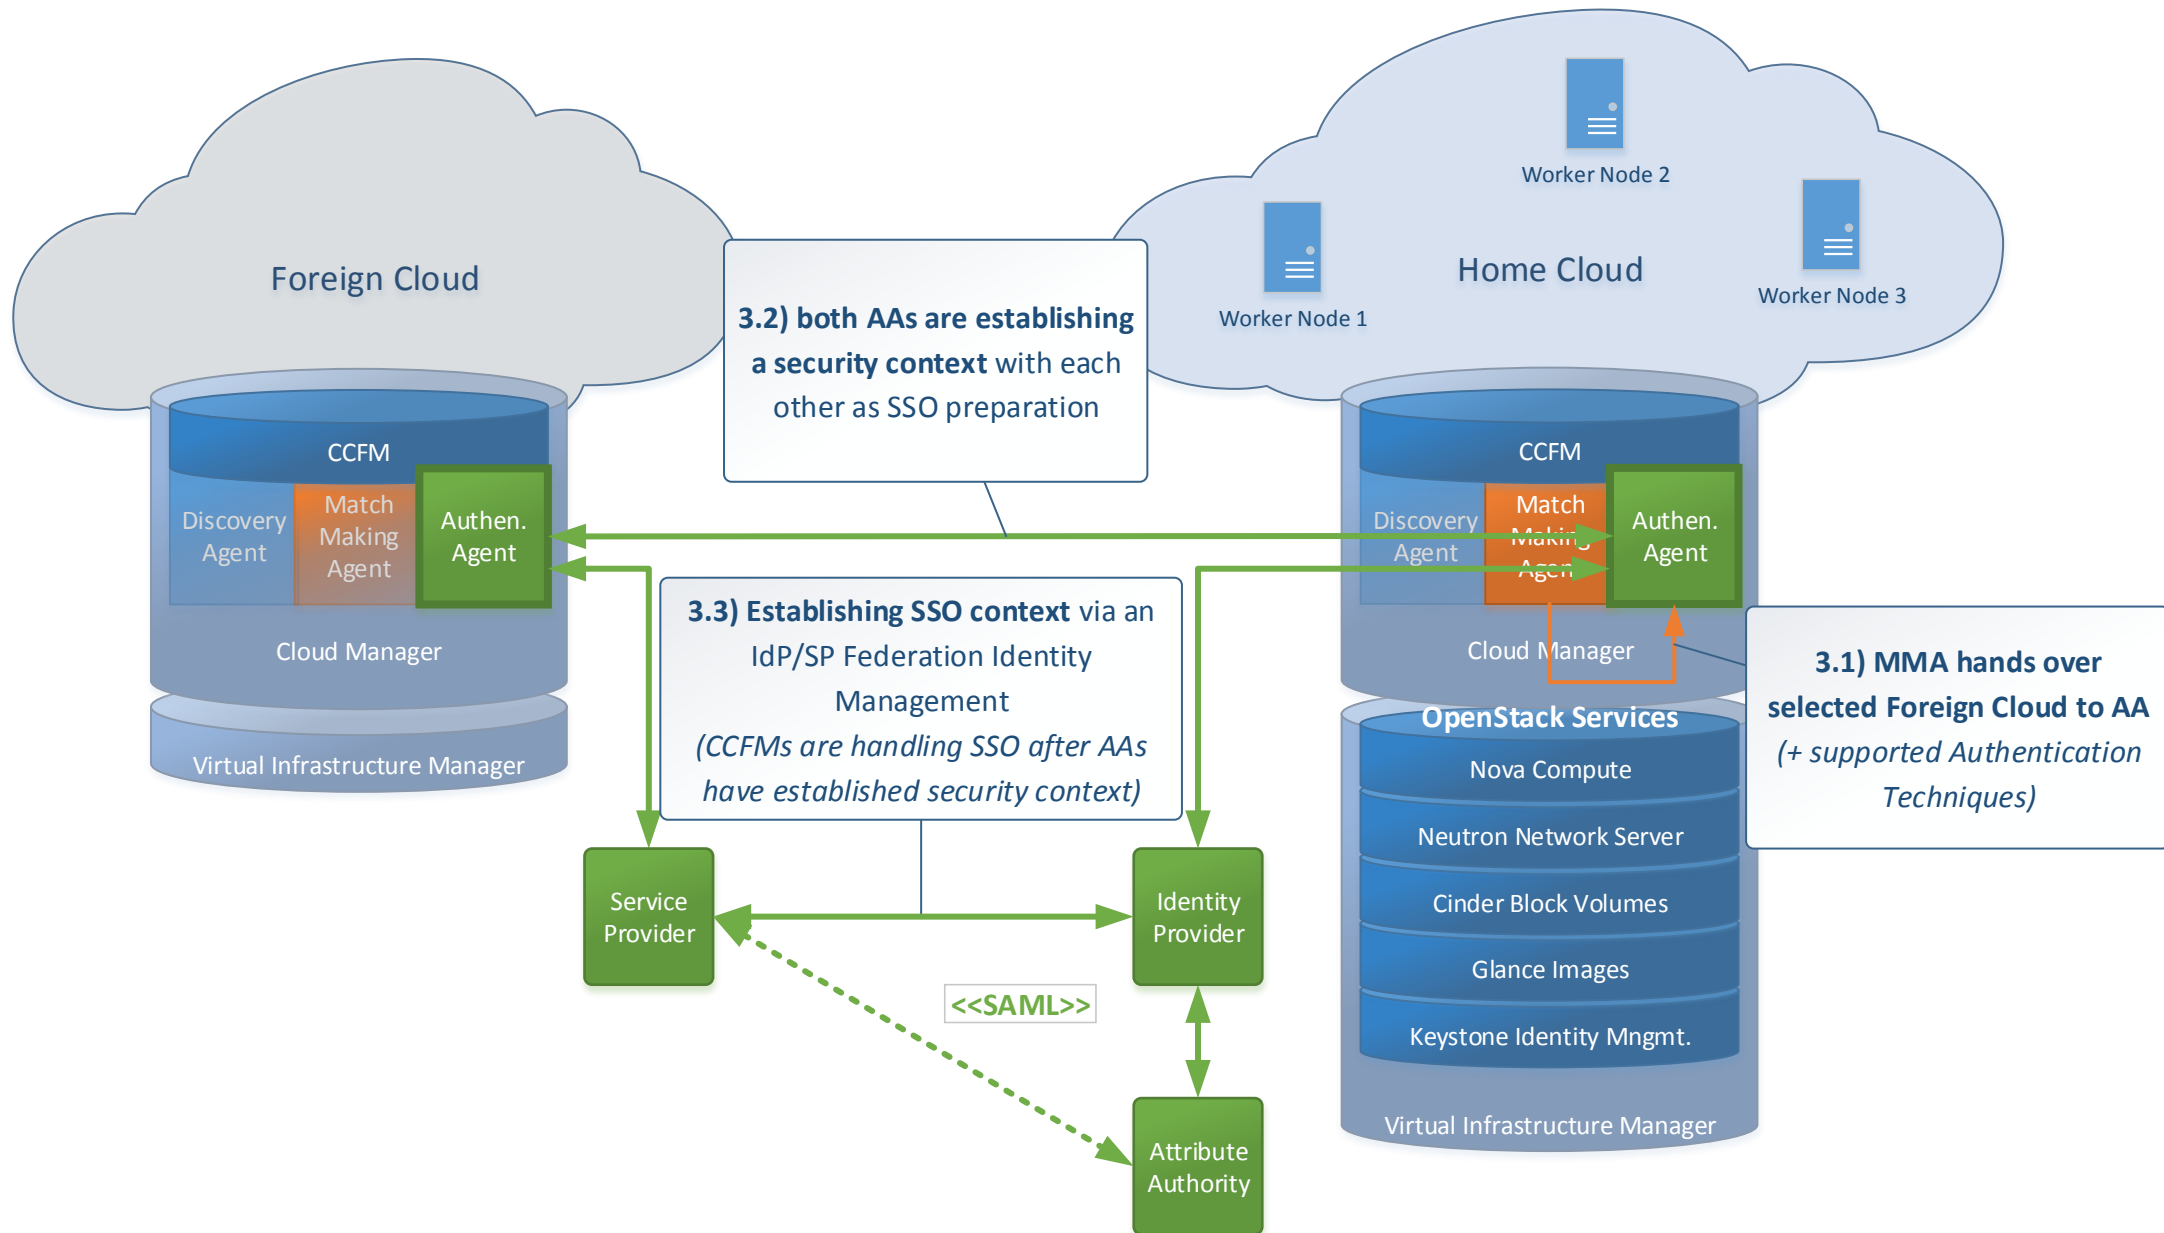 Foreign Cloud
CCFM
Discovery
Agent
Match
Making
Agent
Authen.
Agent
Cloud Manager
Virtual Infrastructure Manager
3.2) both AAs are establishing
a security context with each
other as SSO preparation
3.3) Establishing SSO context via an
IdP/SP Federation Identity
Management
(CCFMs are handling SSO after AAs
have established security context)
Service
Provider
Identity
Provider
<<SAML>>
Attribute
Authority
Worker Node 2
Worker Node 1
Home Cloud
Worker Node 3
CCFM
Discovery
Agent
Match
Making
Agent
Authen.
Agent
Cloud Manager
3.1) MMA hands over
selected Foreign Cloud to AA
(+ supported Authentication
Techniques)
OpenStack Services
Nova Compute
Neutron Network Server
Cinder Block Volumes
Glance Images
Keystone Identity Mngmt.
Virtual Infrastructure Manager